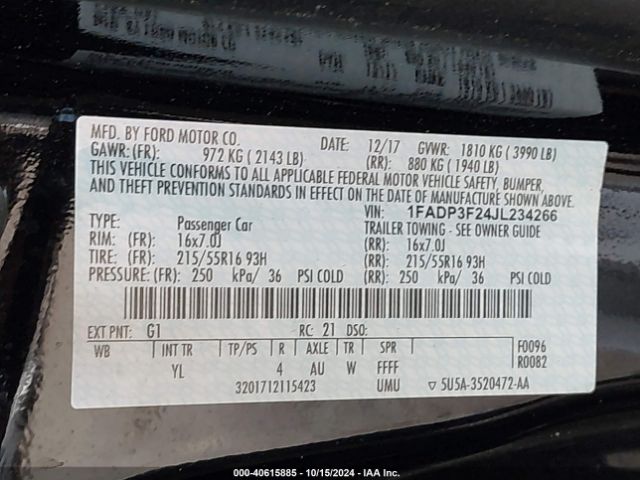 MFD. BY FORD MOTOR CO.
DATE: 12/17 GVWR: 1810 KG ( 3990 LB)
GAWR: (FR): 972 KG ( 2143 LB) (RR): 880 KG ( 1940 LB)
THIS VEHICLE CONFORMS TO ALL APPLICABLE FEDERAL MOTOR VEHICLE SAFETY, BUMPER,
AND THEFT PREVENTION STANDARDS IN EFFECT ON THE DATE OF MANUFACTURE SHOWN ABOVE.
VIN: 1FADP3F24JL234266
TYPE: Passenger Car TRAILER TOWING - SEE OWNER GUIDE
RIM: (FR): 16x7.0J (RR): 16x7.0J
TIRE: (FR): 215/55R16 93H (RR): 215/55R16 93H
PRESSURE: (FR): 250 kPa/ 36 PSI COLD (RR): 250 kPa/ 36 PSI COLD
EXT PNT: G1 RC: 21 DSO:
F0096
R0082
WB INT TR TP/PS R AXLE TR SPR
YL 4 AU W FFFF
3201712115423 UMU ▽ 5U5A-3520472-AA
000-40615885 - 10/15/2024 - IAA Inc.